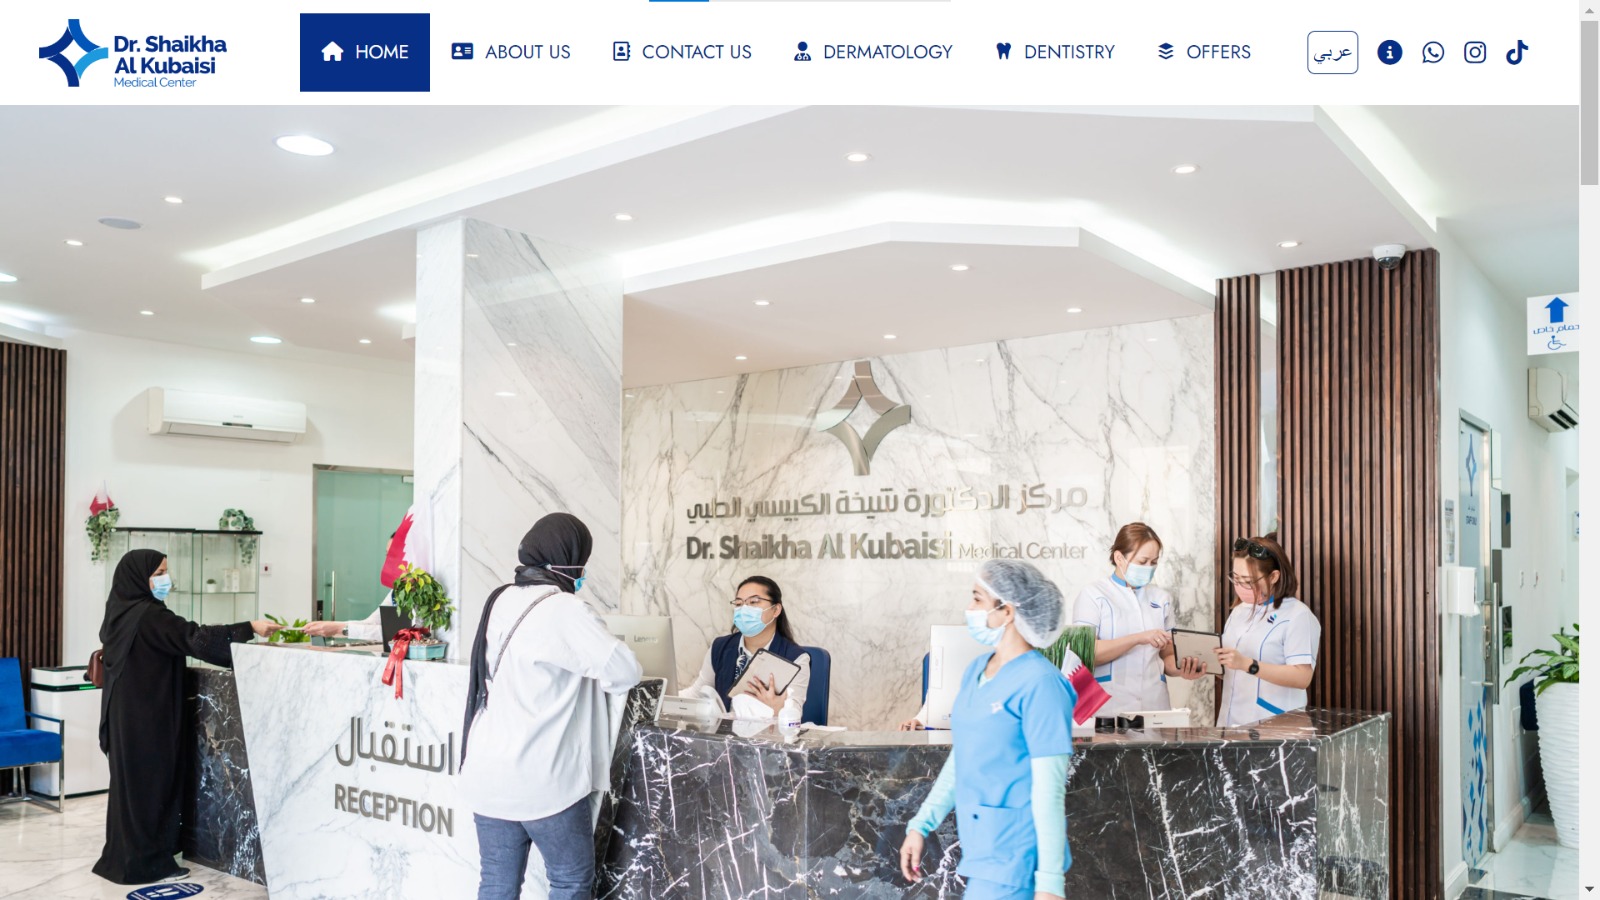 Dr. Shaikha
Al Kubaisi
Medical Center
HOME
ABOUT US
CONTACT US
DERMATOLOGY
DENTISTRY
OFFERS
عربي
حمام خاص
مركز الدكتورة شيخة الكبيسي الطبي
Dr. Shaikha Al Kubaisi Medical Center
استقبال
RECEPTION